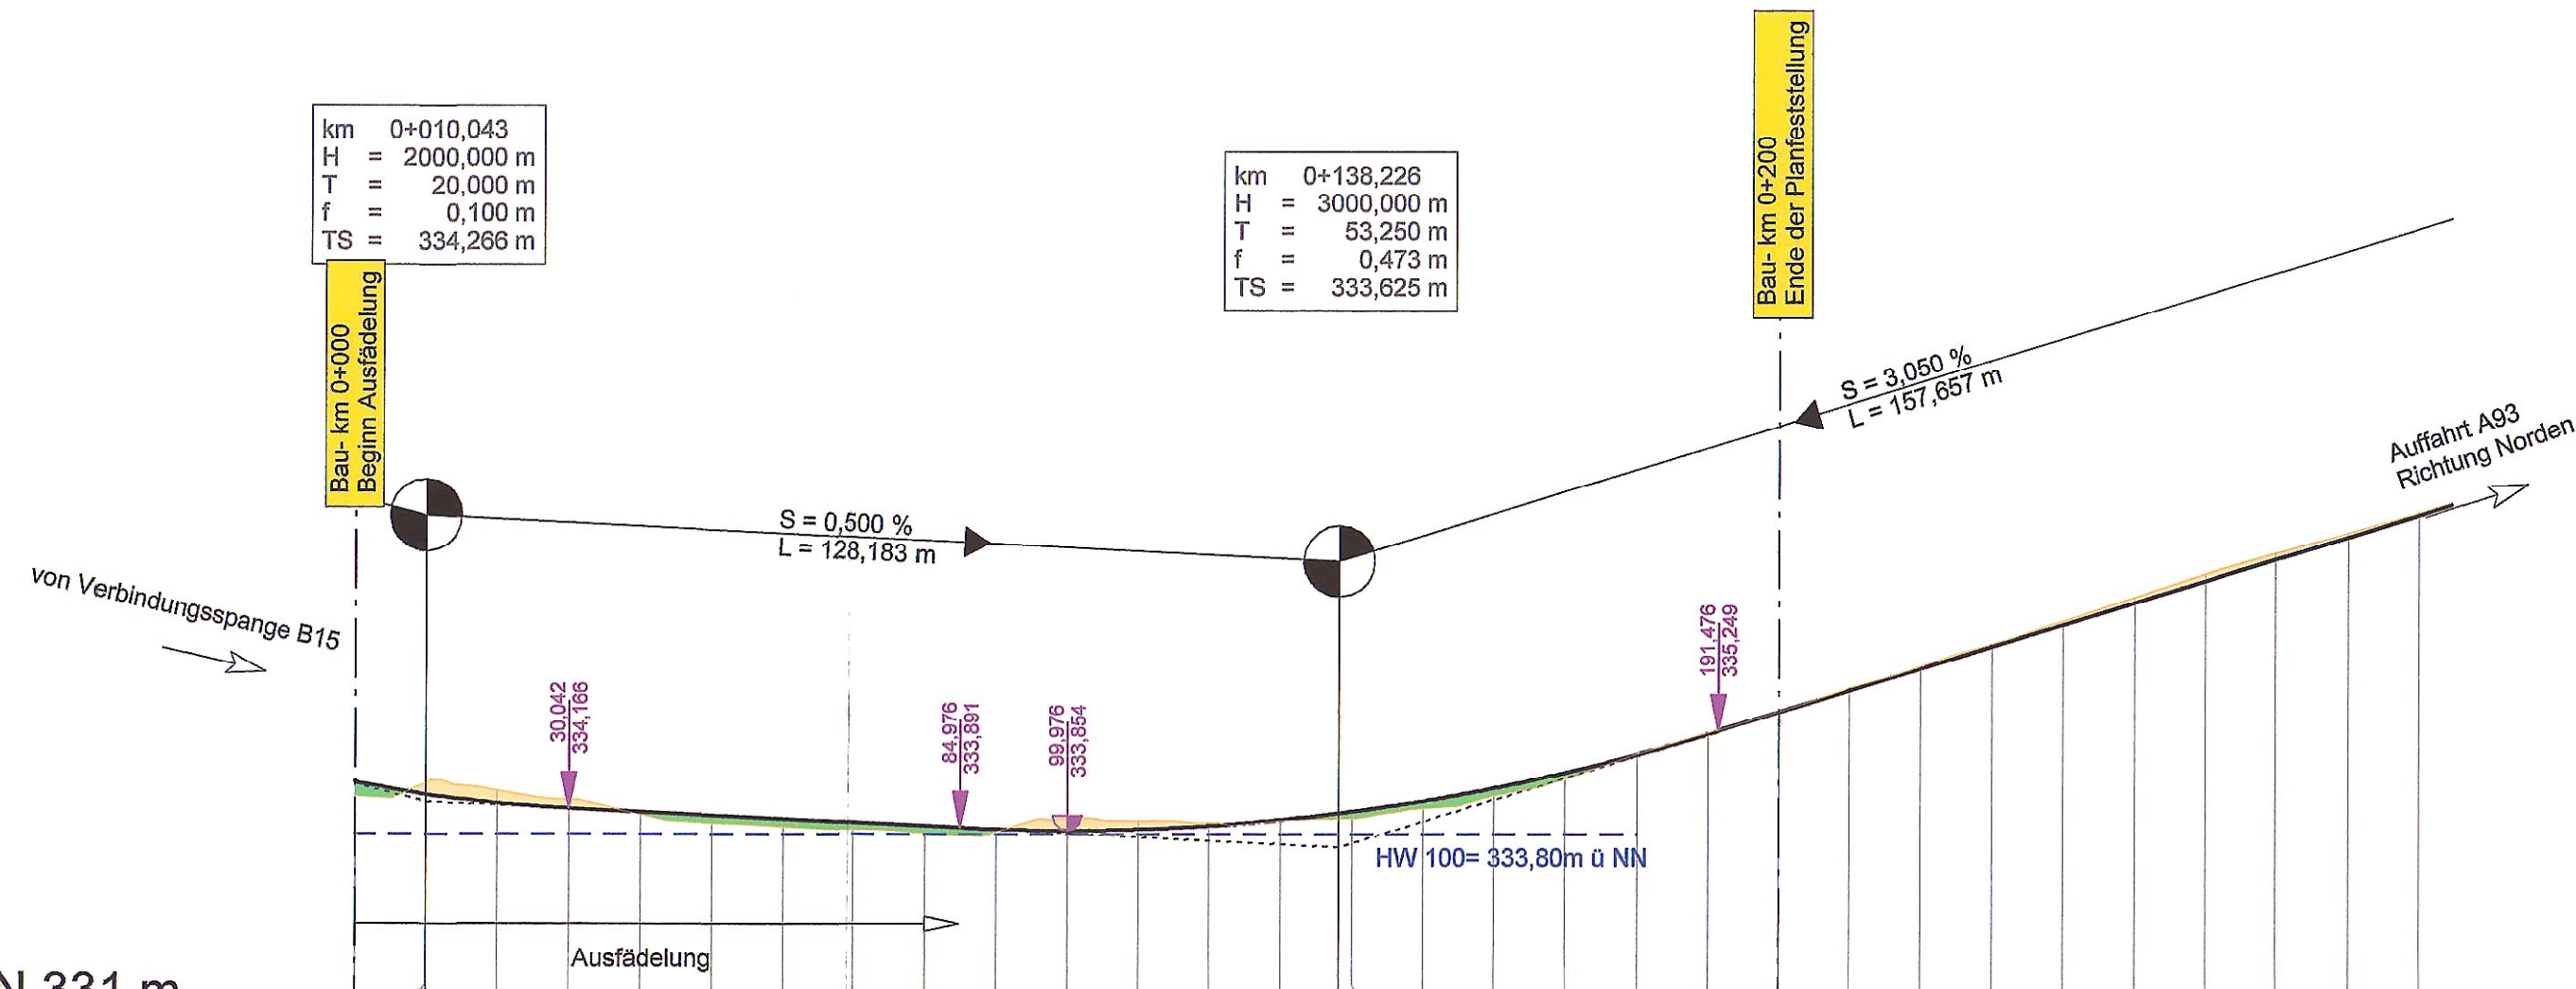 Bau- km 0+200
Ende der Planfeststellung
km 0+010,043
H = 2000,000 m
T = 20,000 m
f = 0,100 m
TS = 334,266 m
km 0+138,226
H = 3000,000 m
T = 53,250 m
f = 0,473 m
TS = 333,625 m
Bau- km 0+000
Beginn Ausfädelung
S = 3,050 %
L = 157,657 m
Auffahrt A93
Richtung Norden
S = 0,500 %
L = 128,183 m
von Verbindungsspange B15
30,042
334,166
84,976
333,891
99,976
333,854
191,476
335,249
HW 100= 333,80m ü NN
Ausfädelung
N 331 m